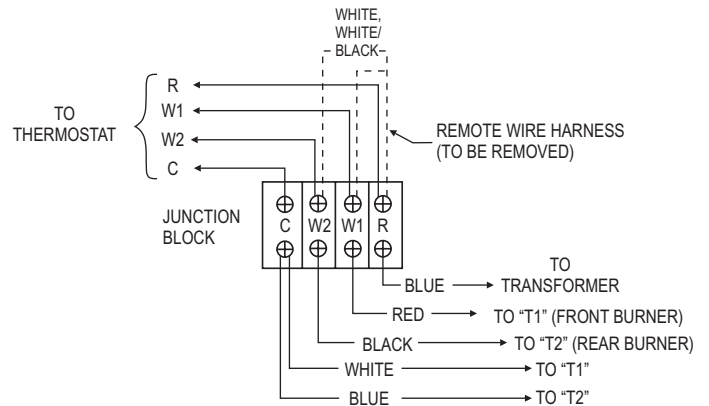 WHITE,
WHITE/
BLACK
R
W1
W2
C
TO
THERMOSTAT
REMOTE WIRE HARNESS
(TO BE REMOVED)
JUNCTION
BLOCK
C W2 W1 R
BLUE TO
TRANSFORMER
RED TO “T1” (FRONT BURNER)
BLACK TO “T2” (REAR BURNER)
WHITE TO “T1”
BLUE TO “T2”